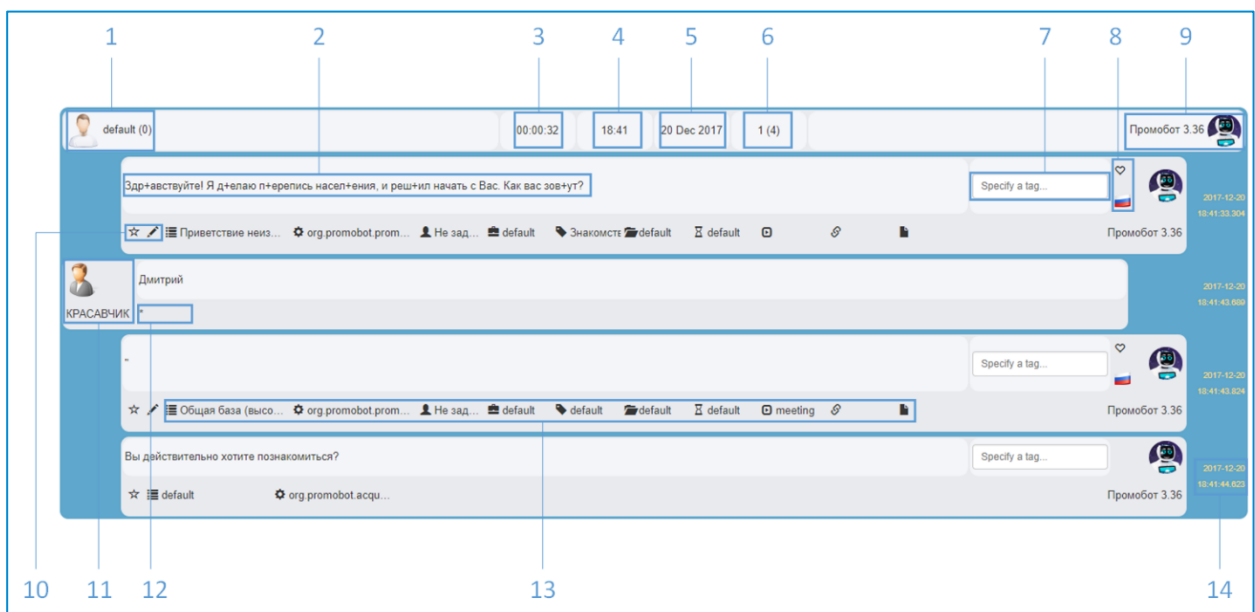 1 2 3 4 5 6 7 8 9
default (0) 00:00:32 18:41 20 Dec 2017 1 (4) Промобот 3.36
Здр+авствуйте! Я д+елаю п+ерепись насел+ения, и реш+ил начать с Вас. Как вас зов+ут? Specify a tag...
2017-12-20
18:41:33.304
Приветствие неиз... org.promobot.prom... Не зад... default Знакомств default default Промобот 3.36
Дмитрий
2017-12-20
18:41:43.609
КРАСАВЧИК *
- Specify a tag...
2017-12-20
18:41:43.824
Общая база (высо... org.promobot.prom... Не зад... default default default default meeting Промобот 3.36
Вы действительно хотите познакомиться? Specify a tag...
2017-12-20
18:41:44.623
default org.promobot.acqu... Промобот 3.36
10 11 12 13 14